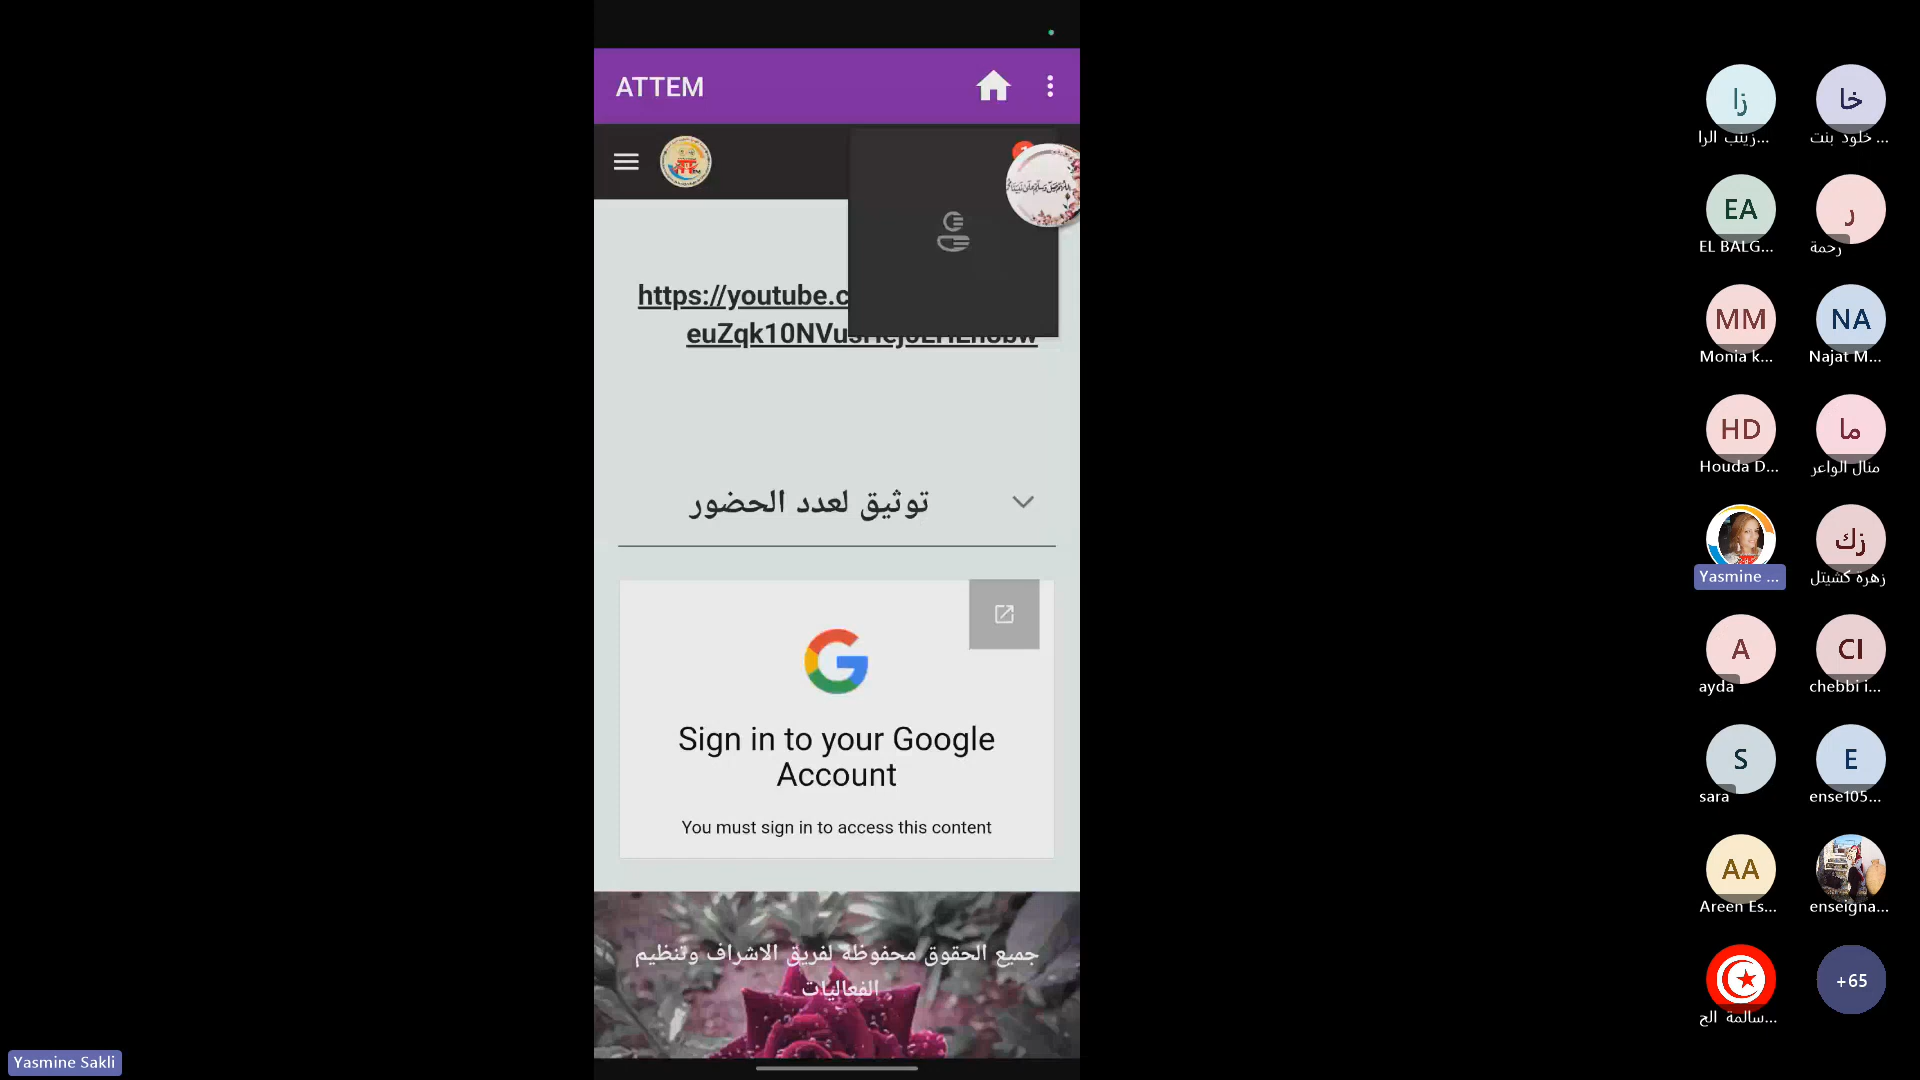 ATTEM
https://youtube.c
euZqk10NVus
توثيق لعدد الحضور
Sign in to your Google
Account
You must sign in to access this content
جميع الحقوق محفوظة لفريق الاشراف وتنظيم
الفعاليات
زا
زينب الرا...
خا
خلود بنت ...
EA
EL BALG...
ر
رحمة
MM
Monia k...
NA
Najat M...
HD
Houda D...
ما
منال الواعر
Yasmine ...
زك
زهرة كشيتل
A
ayda
CI
chebbi i...
S
sara
E
ense105...
AA
Areen Es...
enseigna...
سالمة الح...
+65
Yasmine Sakli